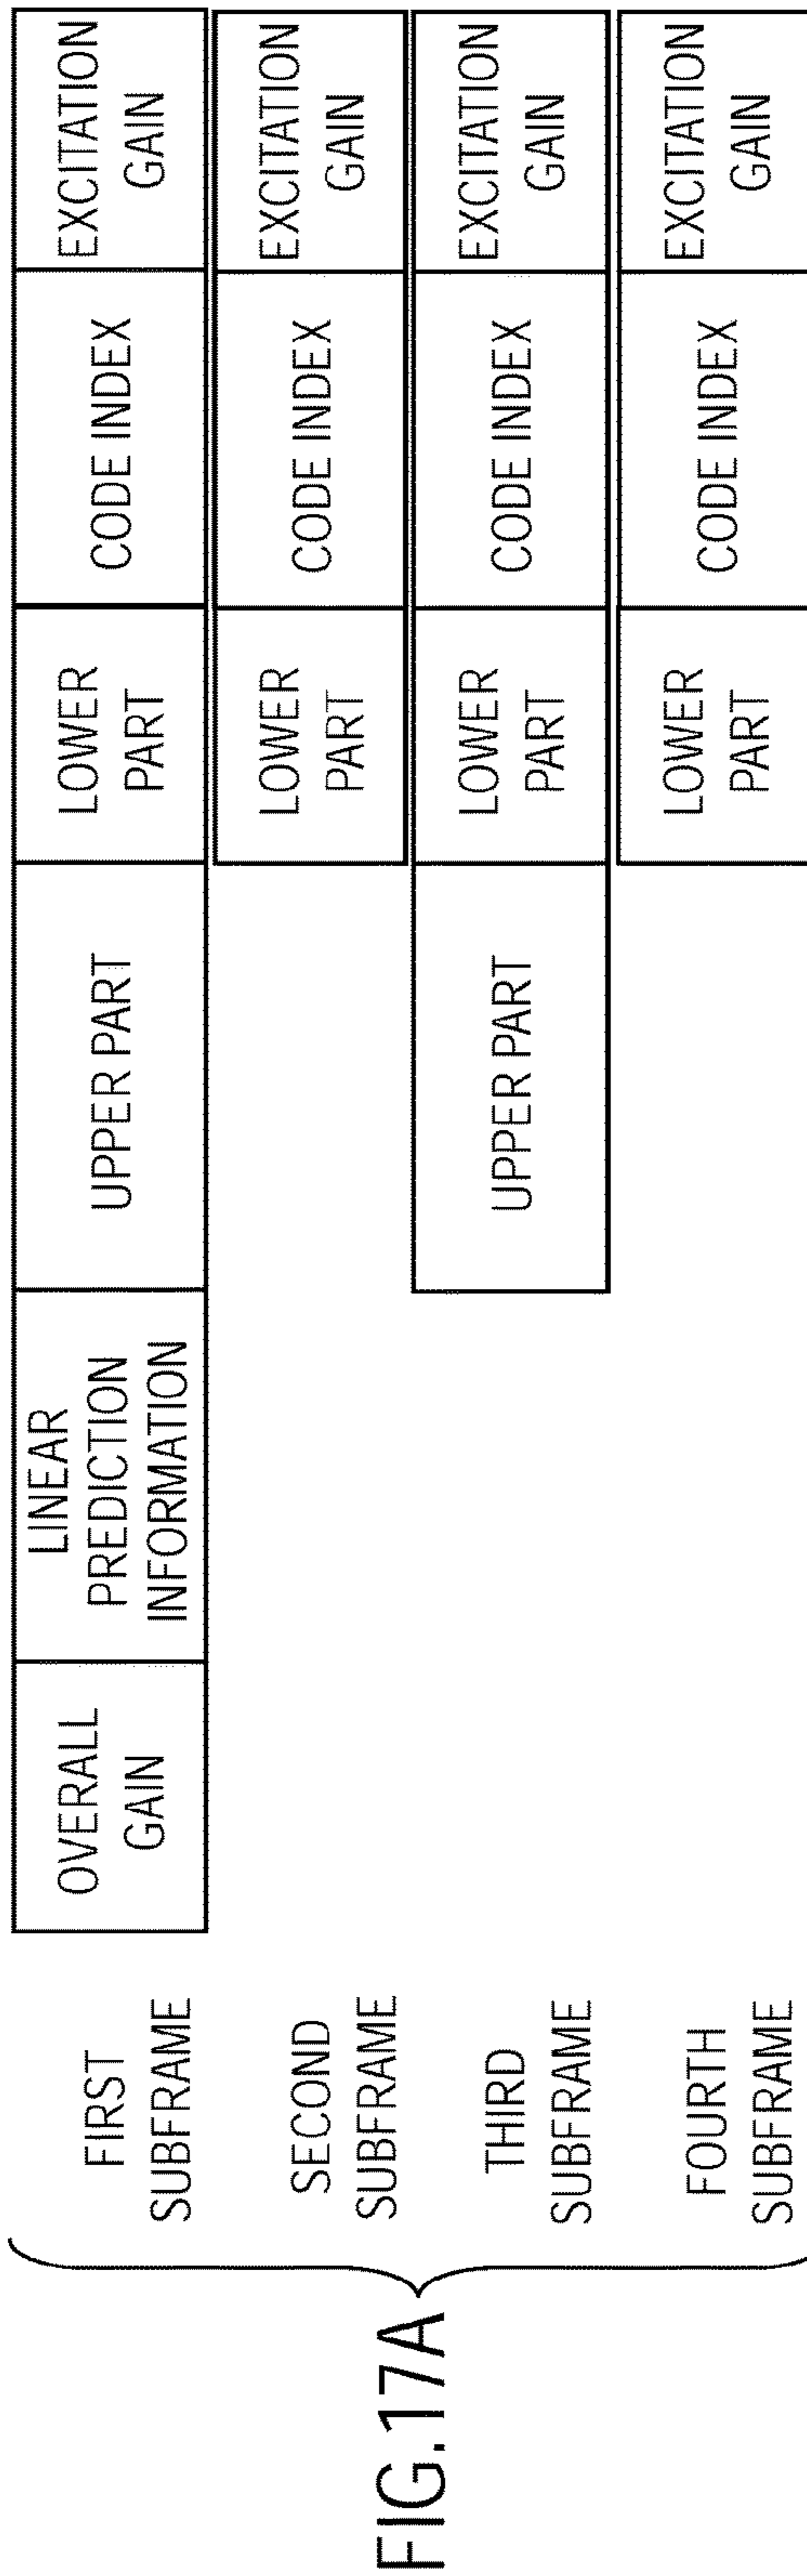 FIG.17A
FIRST
SUBFRAME
OVERALL
GAIN
LINEAR
PREDICTION
INFORMATION
UPPER PART
LOWER
PART
CODE INDEX
EXCITATION
GAIN
SECOND
SUBFRAME
LOWER
PART
CODE INDEX
EXCITATION
GAIN
THIRD
SUBFRAME
UPPER PART
LOWER
PART
CODE INDEX
EXCITATION
GAIN
FOURTH
SUBFRAME
LOWER
PART
CODE INDEX
EXCITATION
GAIN